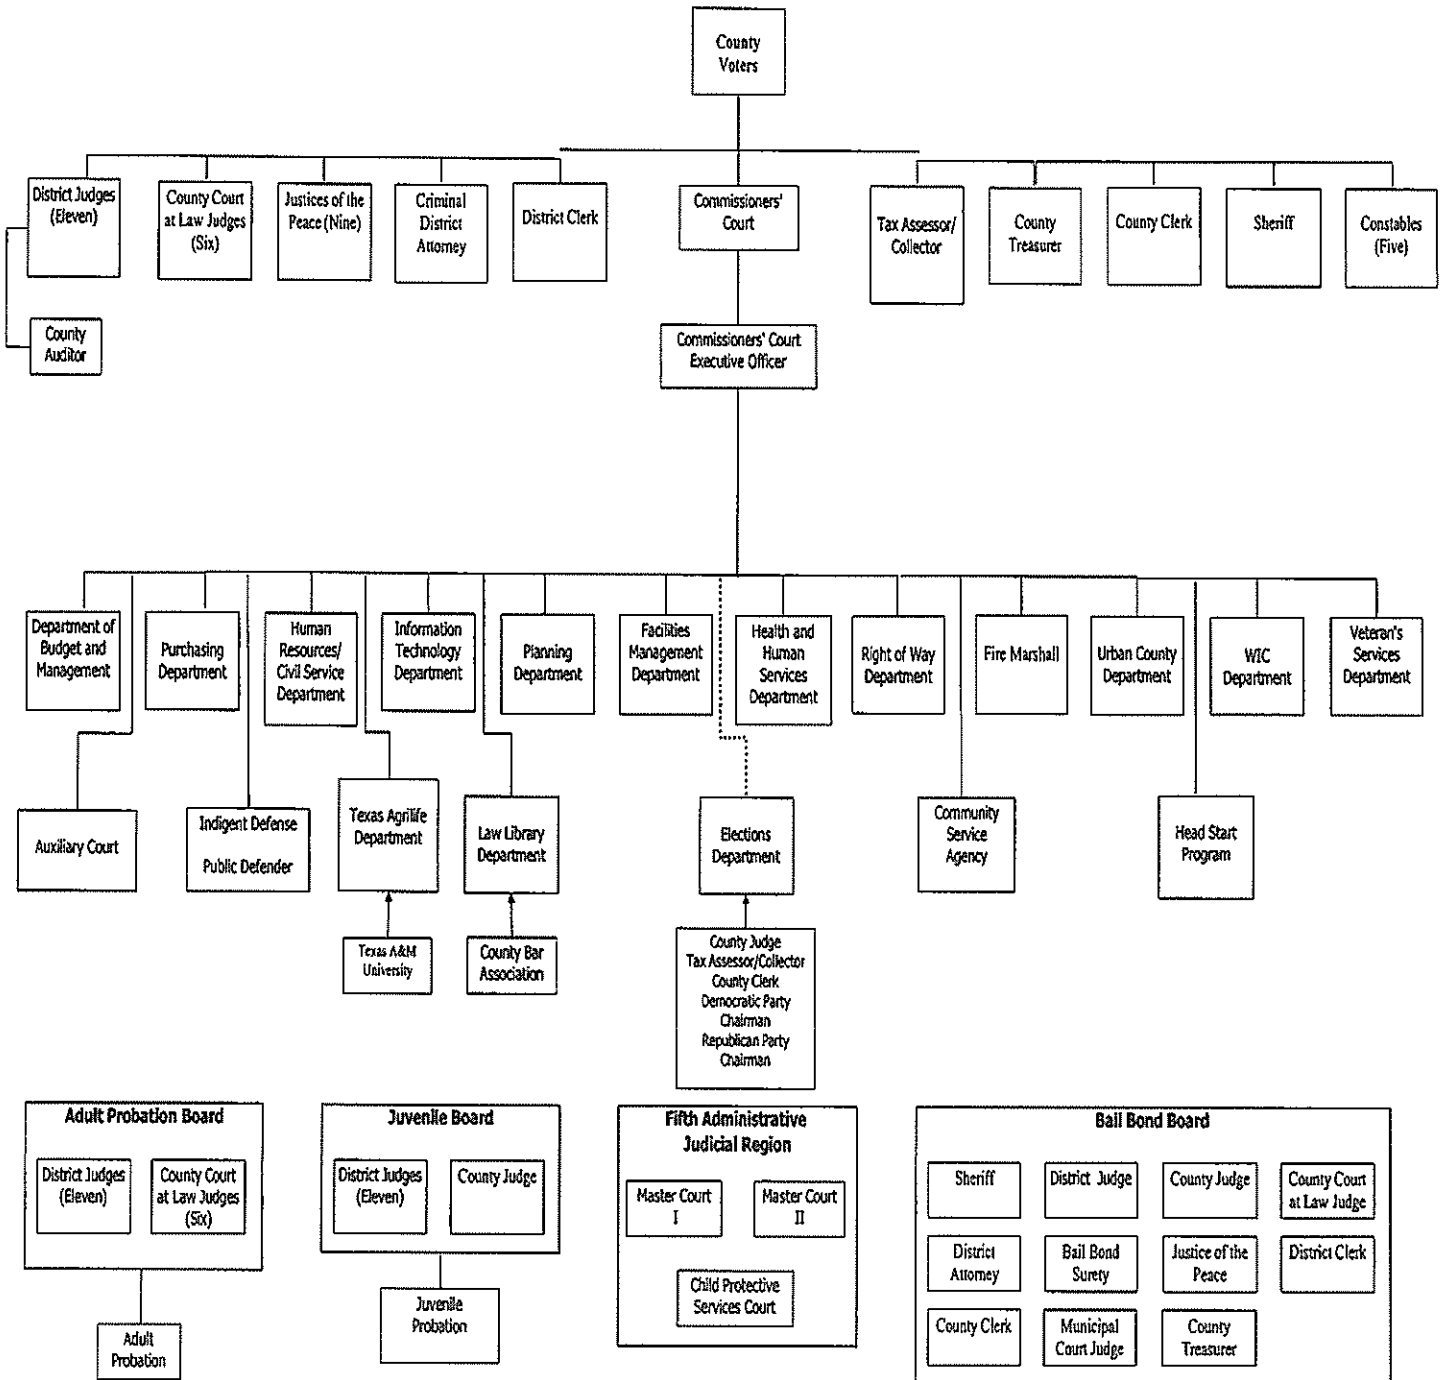 County
Voters
District Judges
(Eleven)
County Court
at Law Judges
(Six)
Justices of the
Peace (Nine)
Criminal
District
Attorney
District Clerk
Commissioners'
Court
Tax Assessor/
Collector
County
Treasurer
County Clerk
Sheriff
Constables
(Five)
County
Auditor
Commissioners' Court
Executive Officer
Department of
Budget and
Management
Purchasing
Department
Human
Resources/
Civil Service
Department
Information
Technology
Department
Planning
Department
Facilities
Management
Department
Health and
Human
Services
Department
Right of Way
Department
Fire Marshall
Urban County
Department
WIC
Department
Veteran's
Services
Department
Auxiliary Court
Indigent Defense
Public Defender
Texas Agrilife
Department
Law Library
Department
Elections
Department
Community
Service
Agency
Head Start
Program
Texas A&M
University
County Bar
Association
County Judge
Tax Assessor/Collector
County Clerk
Democratic Party
Chairman
Republican Party
Chairman
Adult Probation Board
District Judges
(Eleven)
County Court
at Law Judges
(Six)
Adult
Probation
Juvenile Board
District Judges
(Eleven)
County Judge
Juvenile
Probation
Fifth Administrative
Judicial Region
Master Court
I
Master Court
II
Child Protective
Services Court
Bail Bond Board
Sheriff
District Judge
County Judge
County Court
at Law Judge
District
Attorney
Bail Bond
Surety
Justice of the
Peace
District Clerk
County Clerk
Municipal
Court Judge
County
Treasurer